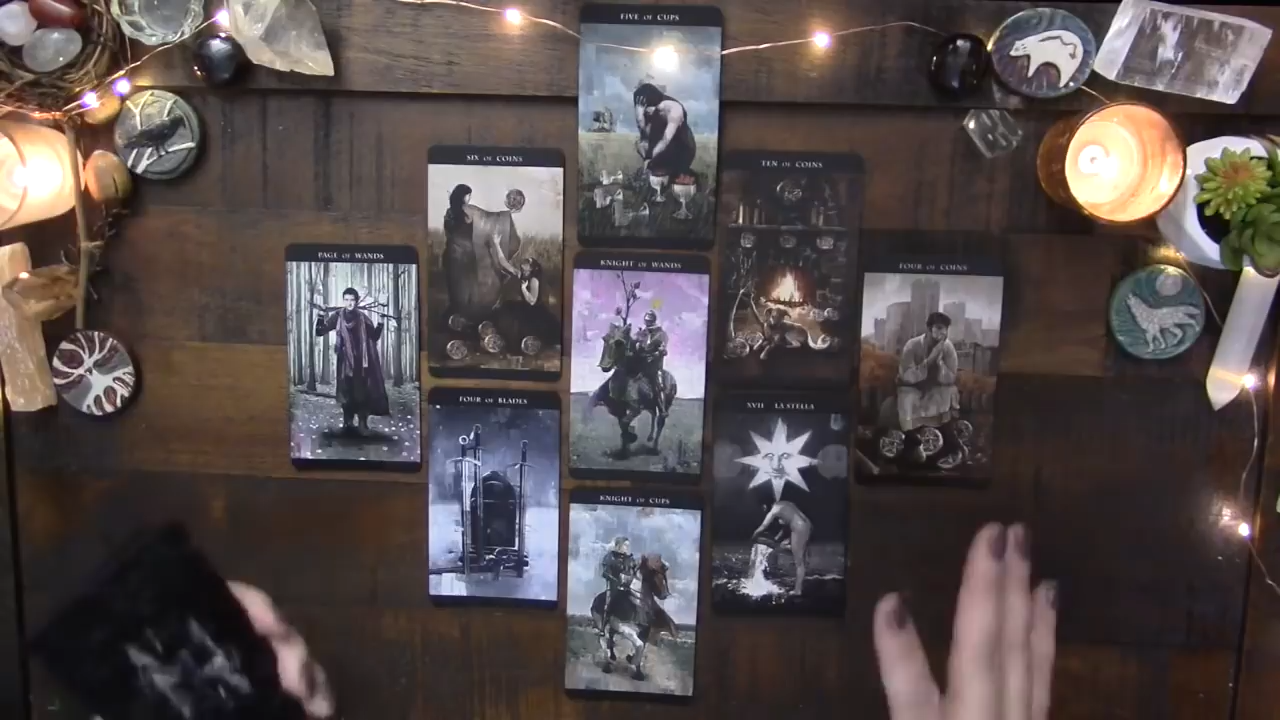 FIVE OF CUPS
SIX OF COINS
TEN OF COINS
PAGE OF WANDS
KNIGHT OF WANDS
FOUR OF COINS
FOUR OF BLADES
XVII LA STELLA
KNIGHT OF CUPS